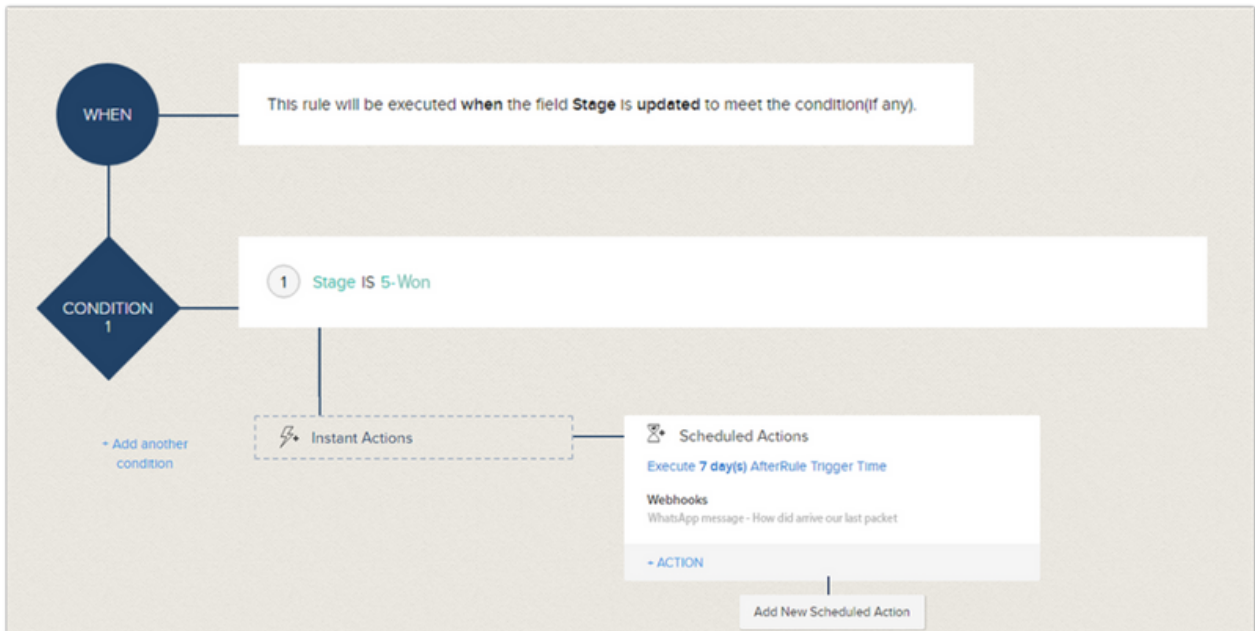 WHEN
This rule will be executed when the field Stage is updated to meet the condition(if any).
CONDITION
1
1 Stage IS 5-Won
+ Add another
condition
Instant Actions
Scheduled Actions
Execute 7 day(s) AfterRule Trigger Time
Webhooks
WhatsApp message - How did arrive our last packet
+ ACTION
Add New Scheduled Action